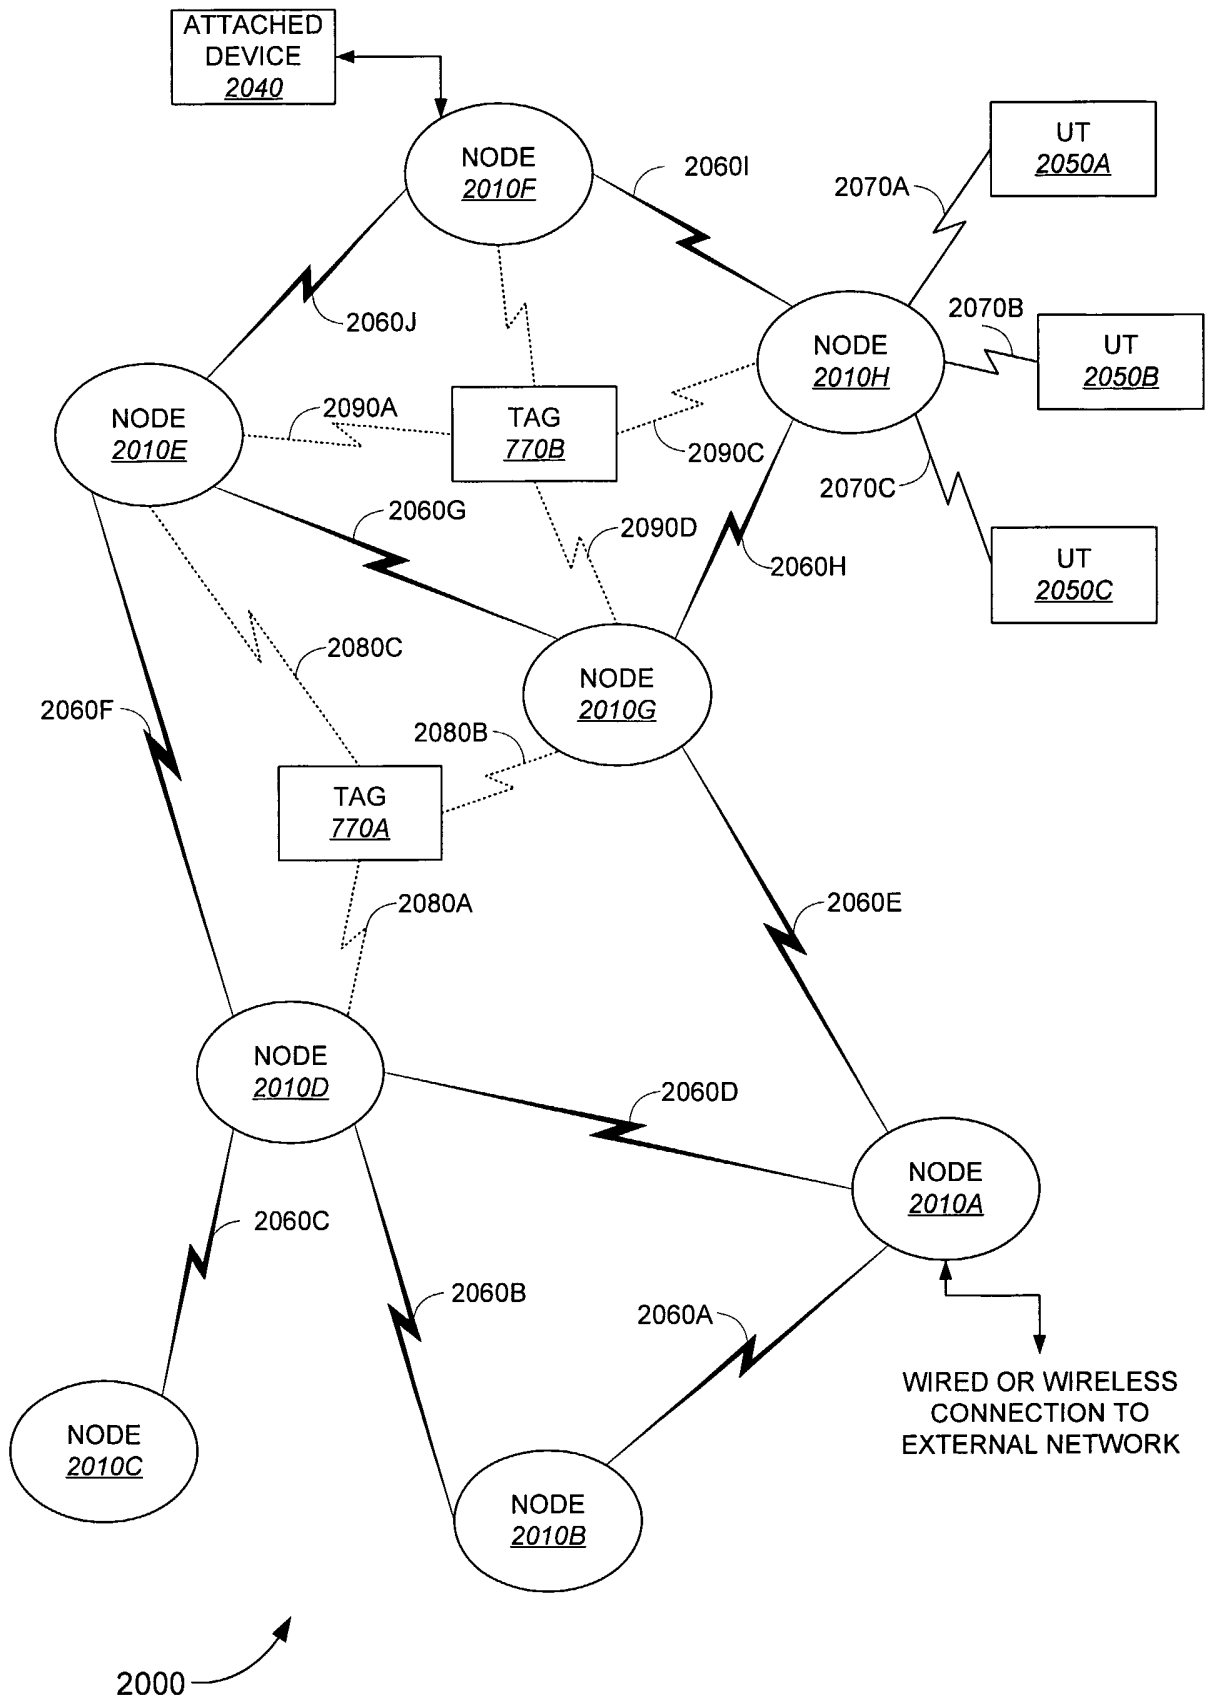 ATTACHED
DEVICE
2040
NODE
2010F
2060I
UT
2050A
2070A
2060J
NODE
2010H
2070B
UT
2050B
NODE
2010E
2090A
TAG
770B
2090C
2070C
2060G
2090D
2060H
UT
2050C
2080C
NODE
2010G
2060F
2080B
TAG
770A
2080A
2060E
NODE
2010D
2060D
NODE
2010A
2060C
2060B
2060A
WIRED OR WIRELESS
CONNECTION TO
EXTERNAL NETWORK
NODE
2010C
NODE
2010B
2000